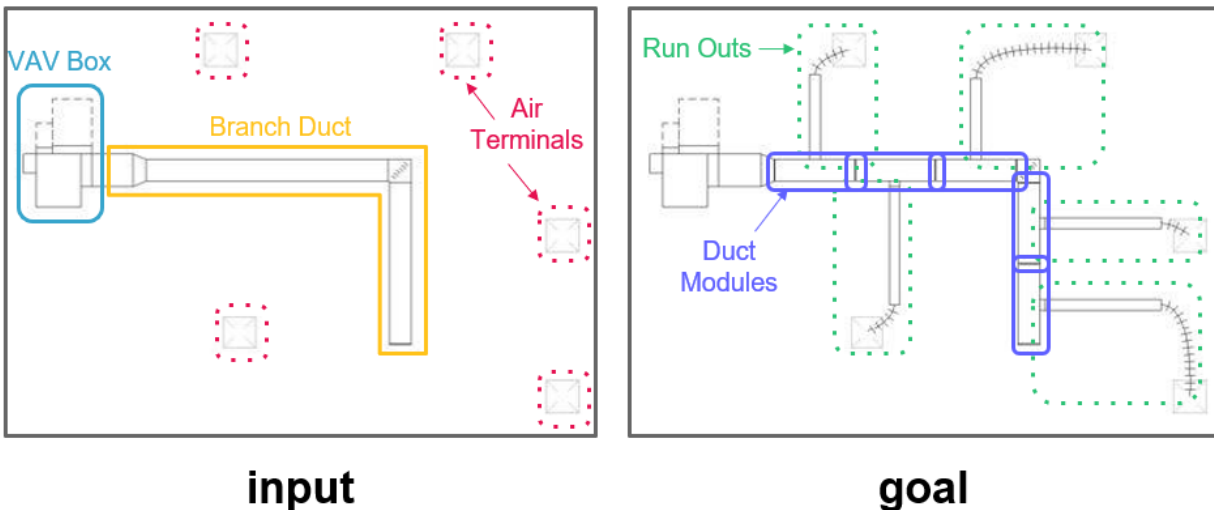 VAV Box
Branch Duct
Air
Terminals
input
Run Outs
Duct
Modules
goal